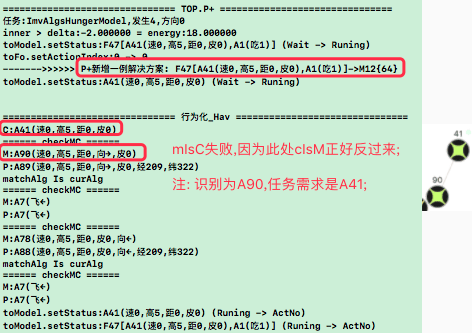 ============================== TOP.P+ ==============================
任务:ImvAlgsHungerModel,发生4,方向0
inner > delta:-2.000000 = energy:18.000000
toModel.setStatus:F47[A41(速0,高5,距0,皮0),A1(吃1)] (Wait -> Runing)
toFo.setActionIndex:0 -> 0
------->>>>>> P+新增一例解决方案: F47[A41(速0,高5,距0,皮0),A1(吃1)]->M12{64}
toModel.setStatus:A41(速0,高5,距0,皮0) (Wait -> Runing)
============================== 行为化_Hav ==============================
C:A41(速0,高5,距0,皮0)
====== checkMC ======
M:A90(速0,高5,距0,向→,皮0)
P:A89(速0,高5,距0,向→,皮0,经209,纬322)
matchAlg Is curAlg
====== checkMC ======
M:A7(飞←)
P:A7(飞←)
====== checkMC ======
M:A78(速0,高5,距0,皮0,向←)
P:A88(速0,高5,距0,皮0,向←,经209,纬322)
matchAlg Is curAlg
====== checkMC ======
M:A7(飞←)
P:A7(飞←)
toModel.setStatus:A41(速0,高5,距0,皮0) (Runing -> ActNo)
toModel.setStatus:F47[A41(速0,高5,距0,皮0),A1(吃1)] (Runing -> ActNo)
mIsC失败,因为此处cIsM正好反过来;
注: 识别为A90,任务需求是A41;
41
90